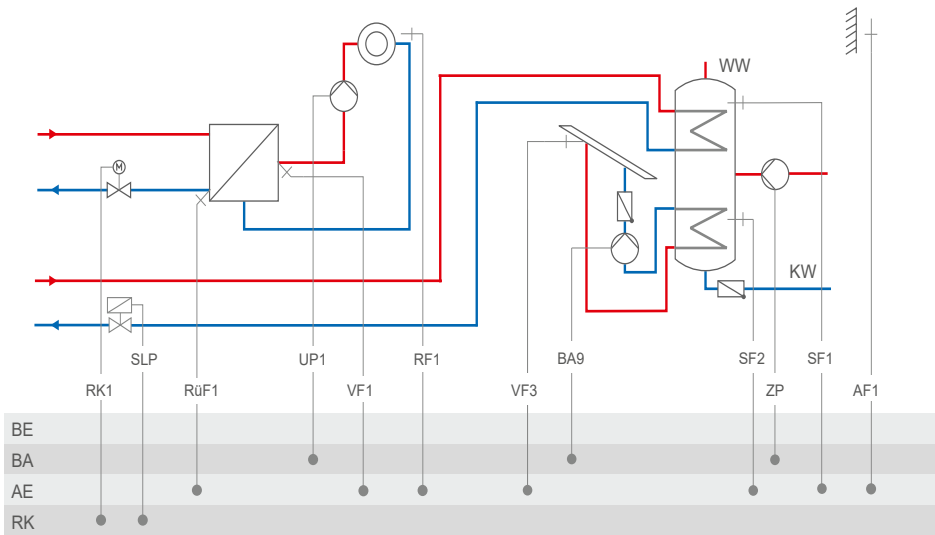 WW
M
KW
SLP
UP1
RF1
BA9
SF2
SF1
RK1
RüF1
VF1
VF3
ZP
AF1
BE
BA
AE
RK